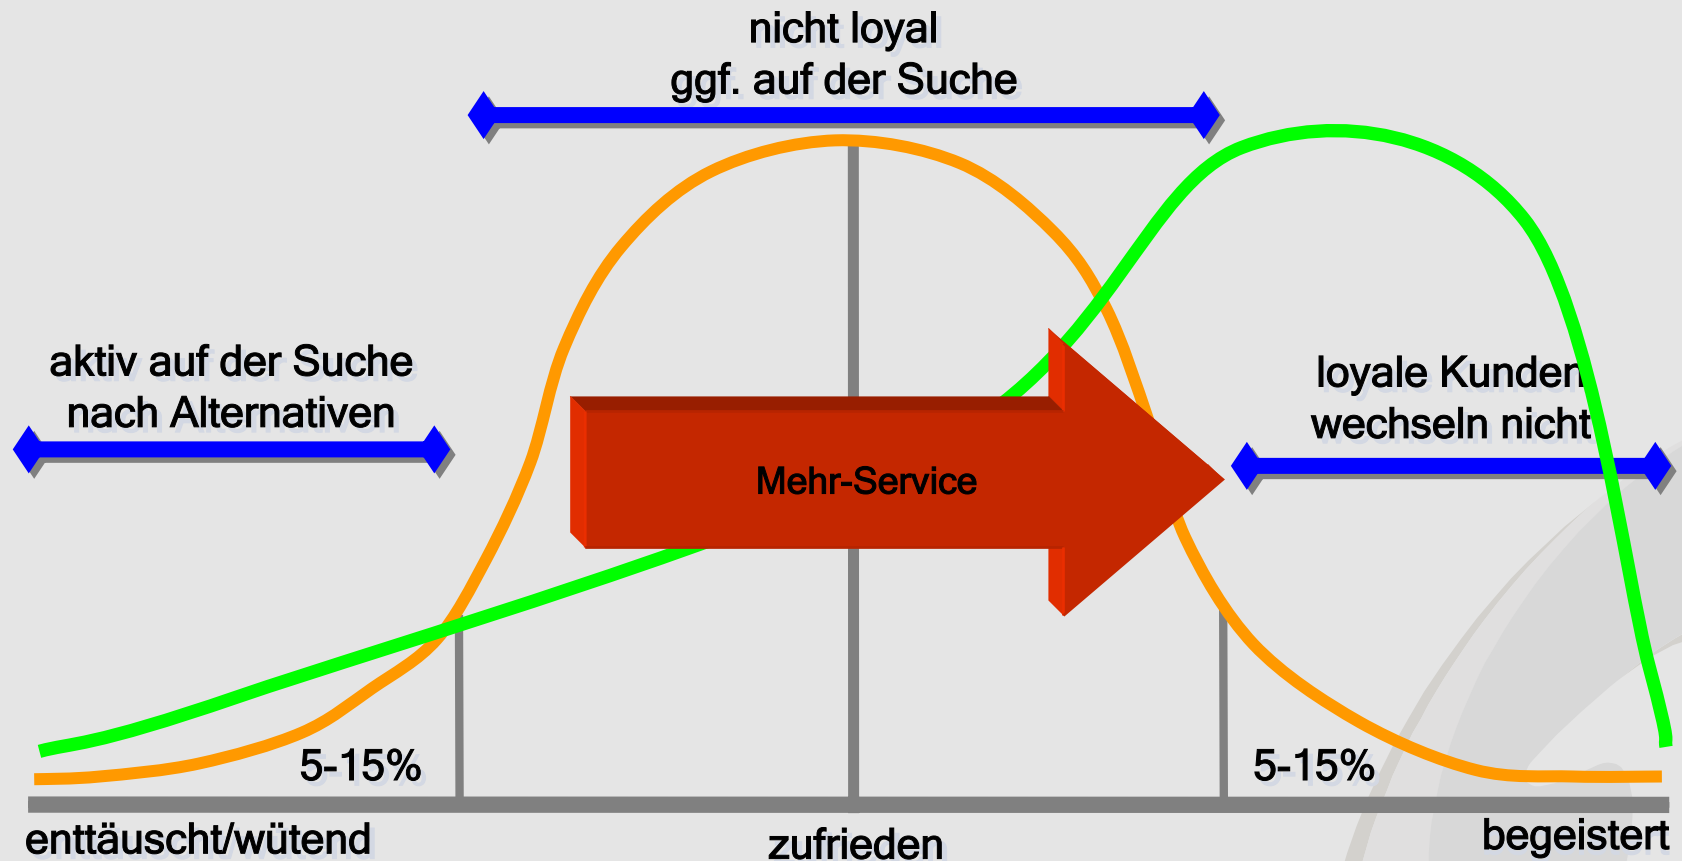 nicht loyal
ggf. auf der Suche
aktiv auf der Suche
nach Alternativen
loyale Kunden
wechseln nicht
Mehr-Service
5-15%
5-15%
enttäuscht/wütend
zufrieden
begeistert